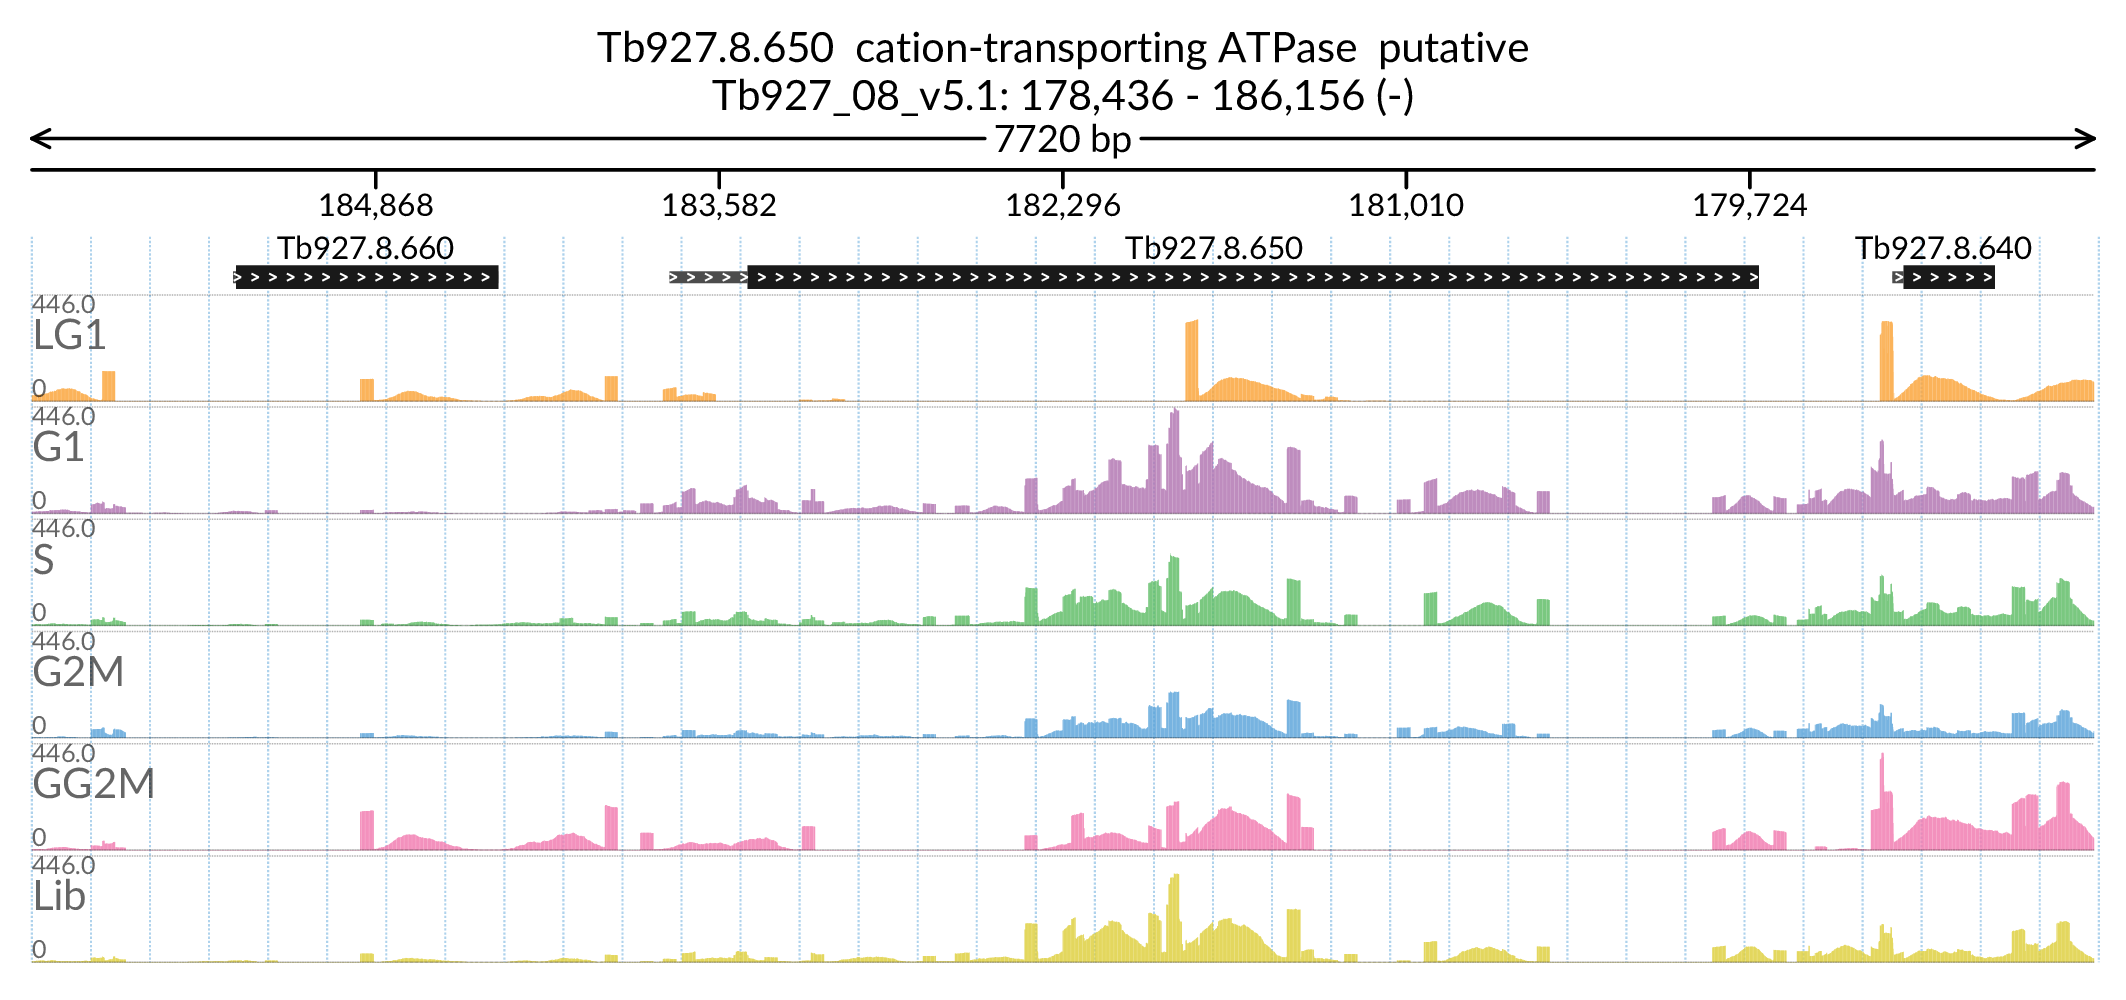 Tb927.8.650 cation-transporting ATPase putative
Tb927_08_v5.1: 178,436 - 186,156 (-)
7720 bp
184,868 183,582 182,296 181,010 179,724
Tb927.8.660 Tb927.8.650 Tb927.8.640
446.0
LG1
0
446.0
G1
0
446.0
S
0
446.0
G2M
0
446.0
GG2M
0
446.0
Lib
0